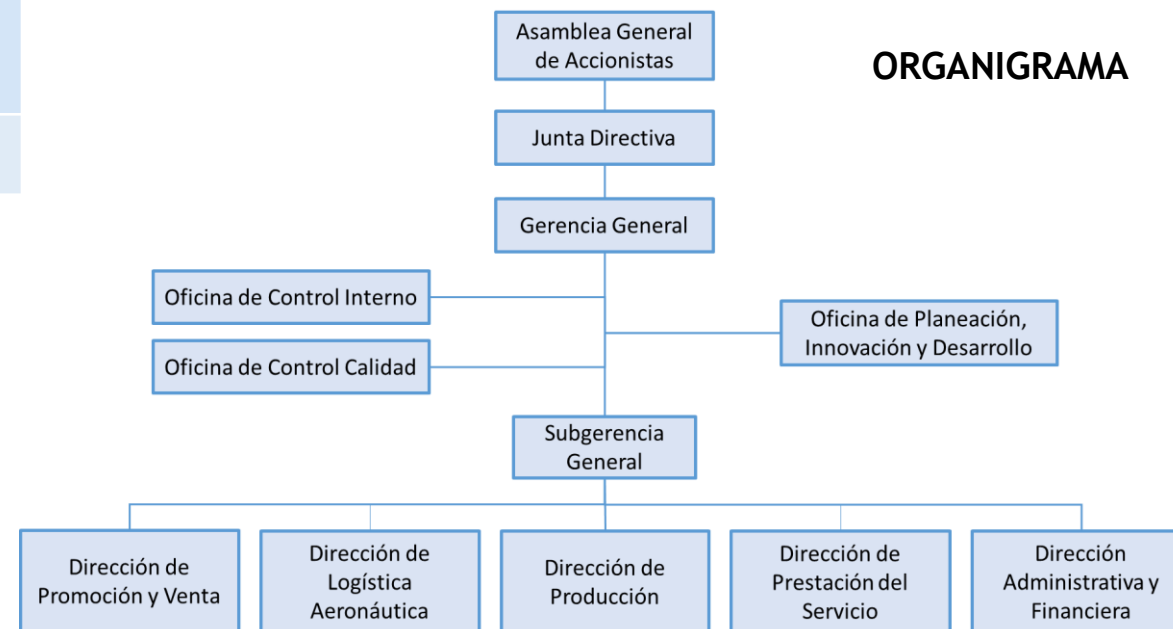 Asamblea General
de Accionistas
ORGANIGRAMA
Junta Directiva
Gerencia General
Oficina de Control Interno
Oficina de Planeación,
Innovación y Desarrollo
Oficina de Control Calidad
Subgerencia
General
Dirección de
Promoción y Venta
Dirección de
Logística
Aeronáutica
Dirección de
Producción
Dirección de
Prestación del
Servicio
Dirección
Administrativa y
Financiera